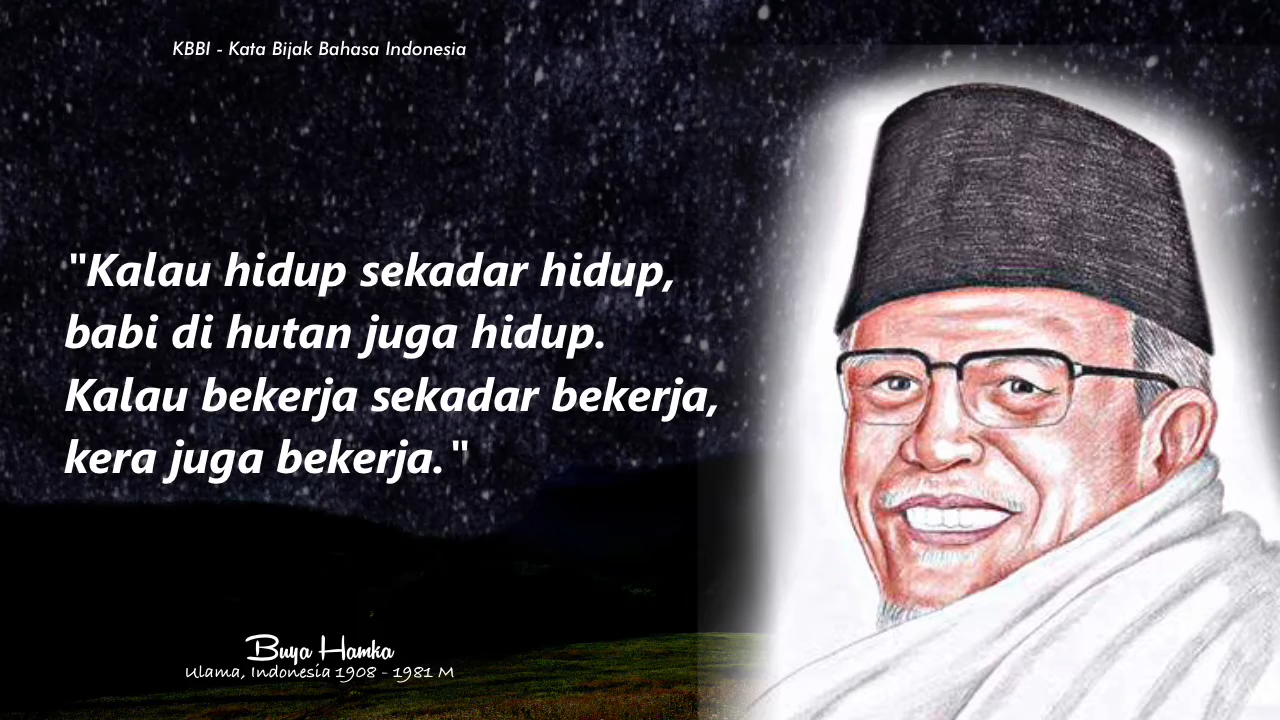 KBBI - Kata Bijak Bahasa Indonesia
"Kalau hidup sekadar hidup,
babi di hutan juga hidup.
Kalau bekerja sekadar bekerja,
kera juga bekerja."
Buya Hamka
Ulama, Indonesia 1908 - 1981 M